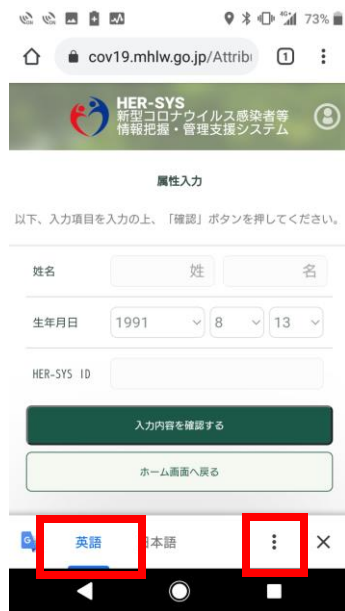 73%
cov19.mhlw.go.jp/Attrib
1
HER-SYS
新型コロナウイルス感染者等
情報把握・管理支援システム
属性入力
以下、入力項目を入力の上、「確認」ボタンを押してください。
姓名 姓 名
生年月日 1991 8 13
HER-SYS ID
入力内容を確認する
ホーム画面へ戻る
英語 日本語